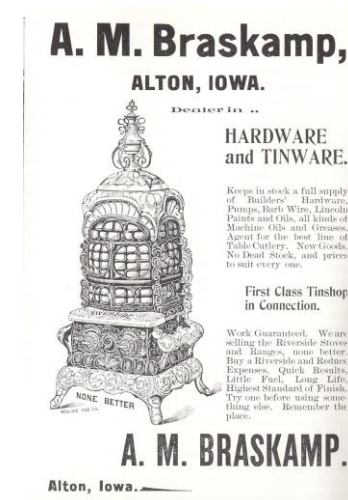 A. M. Braskamp,
ALTON, IOWA.
Dealer in ..
HARDWARE
and TINWARE.
Keeps in stock a full supply
of Builders' Hardware,
Pumps, Barb Wire, Lincoln
Paints and Oils, all kinds of
Machine Oils and Greases.
Agent for the best line of
Table Cutlery. New Goods.
No Dead Stock, and prices
to suit every one.
First Class Tinshop
in Connection.
Work Guaranteed. We are
selling the Riverside Stoves
and Ranges, none better.
Buy a Riverside and Reduce
Expenses. Quick Results,
Little Fuel, Long Life,
Highest Standard of Finish.
Try one before using some-
thing else. Remember the
place.
RIVERSIDE
NONE BETTER
A. M. BRASKAMP.
Alton, Iowa.